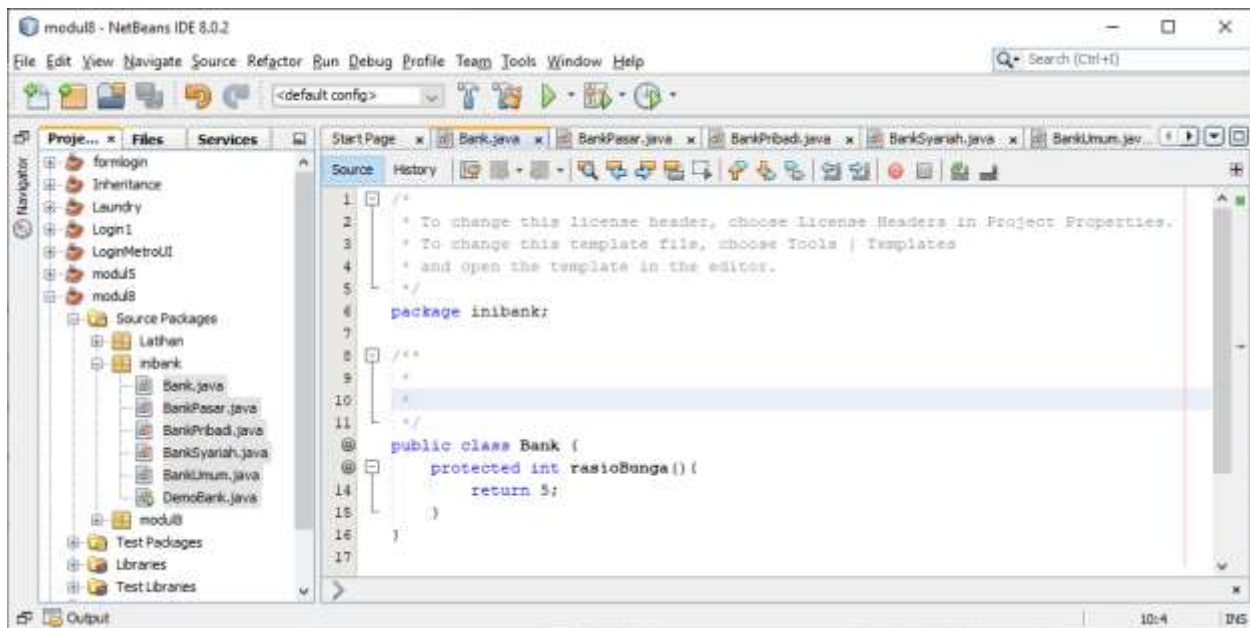 modul8 - NetBeans IDE 8.0.2
File Edit View Navigate Source Refactor Run Debug Profile Team Tools Window Help
Search (Ctrl+I)
<default config>
Proje... Files Services
Start Page Bank.java BankPasar.java BankPribadi.java BankSyariah.java BankUmum.jav...
Navigator
formlogin
Inheritance
Laundry
Login1
LoginMetroUI
modul5
modul8
Source Packages
Latihan
inibank
Bank.java
BankPasar.java
BankPribadi.java
BankSyariah.java
BankUmum.java
DemoBank.java
modul8
Test Packages
Libraries
Test Libraries
Source History
1 /*
2 * To change this license header, choose License Headers in Project Properties.
3 * To change this template file, choose Tools | Templates
4 * and open the template in the editor.
5 */
6 package inibank;
7
8 /**
9 *
10 *
11 */
public class Bank {
protected int rasioBunga(){
14 return 5;
15 }
16 }
17
Output
10:4 INS